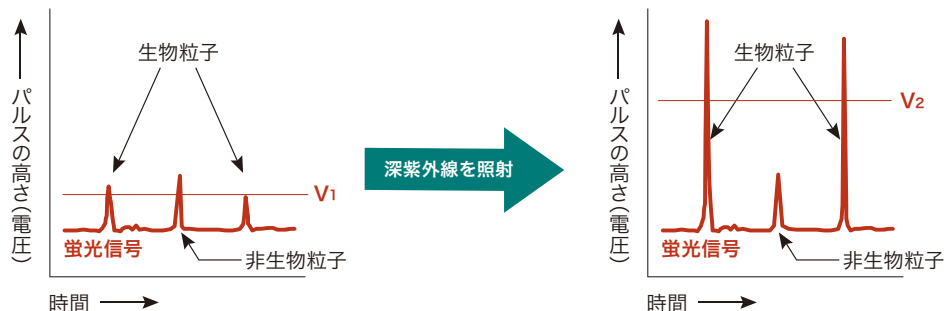 パルスの高さ(電圧)
生物粒子
V1
蛍光信号
非生物粒子
時間
深紫外線を照射
パルスの高さ(電圧)
生物粒子
V2
蛍光信号
非生物粒子
時間